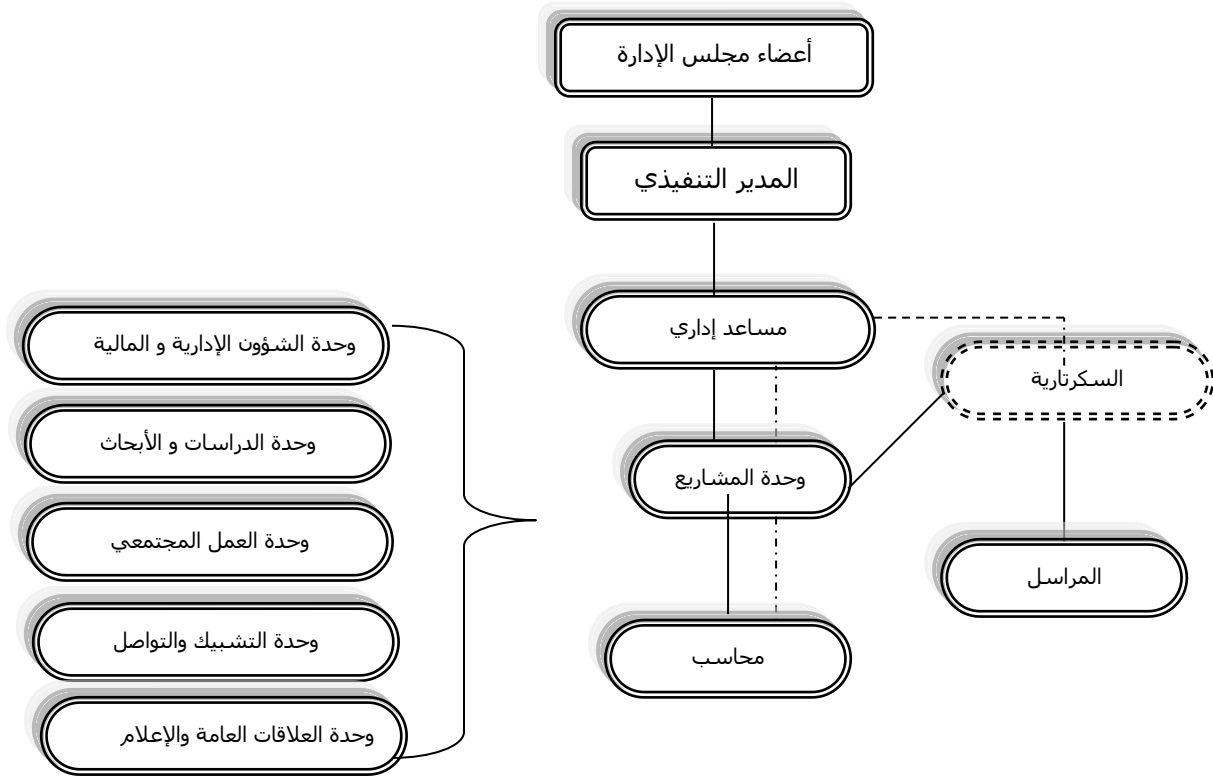 أعضاء مجلس الإدارة
المدير التنفيذي
مساعد إداري
السكرتارية
وحدة المشاريع
المراسل
محاسب
وحدة الشؤون الإدارية و المالية
وحدة الدراسات و الأبحاث
وحدة العمل المجتمعي
وحدة التشبيك والتواصل
وحدة العلاقات العامة والإعلام